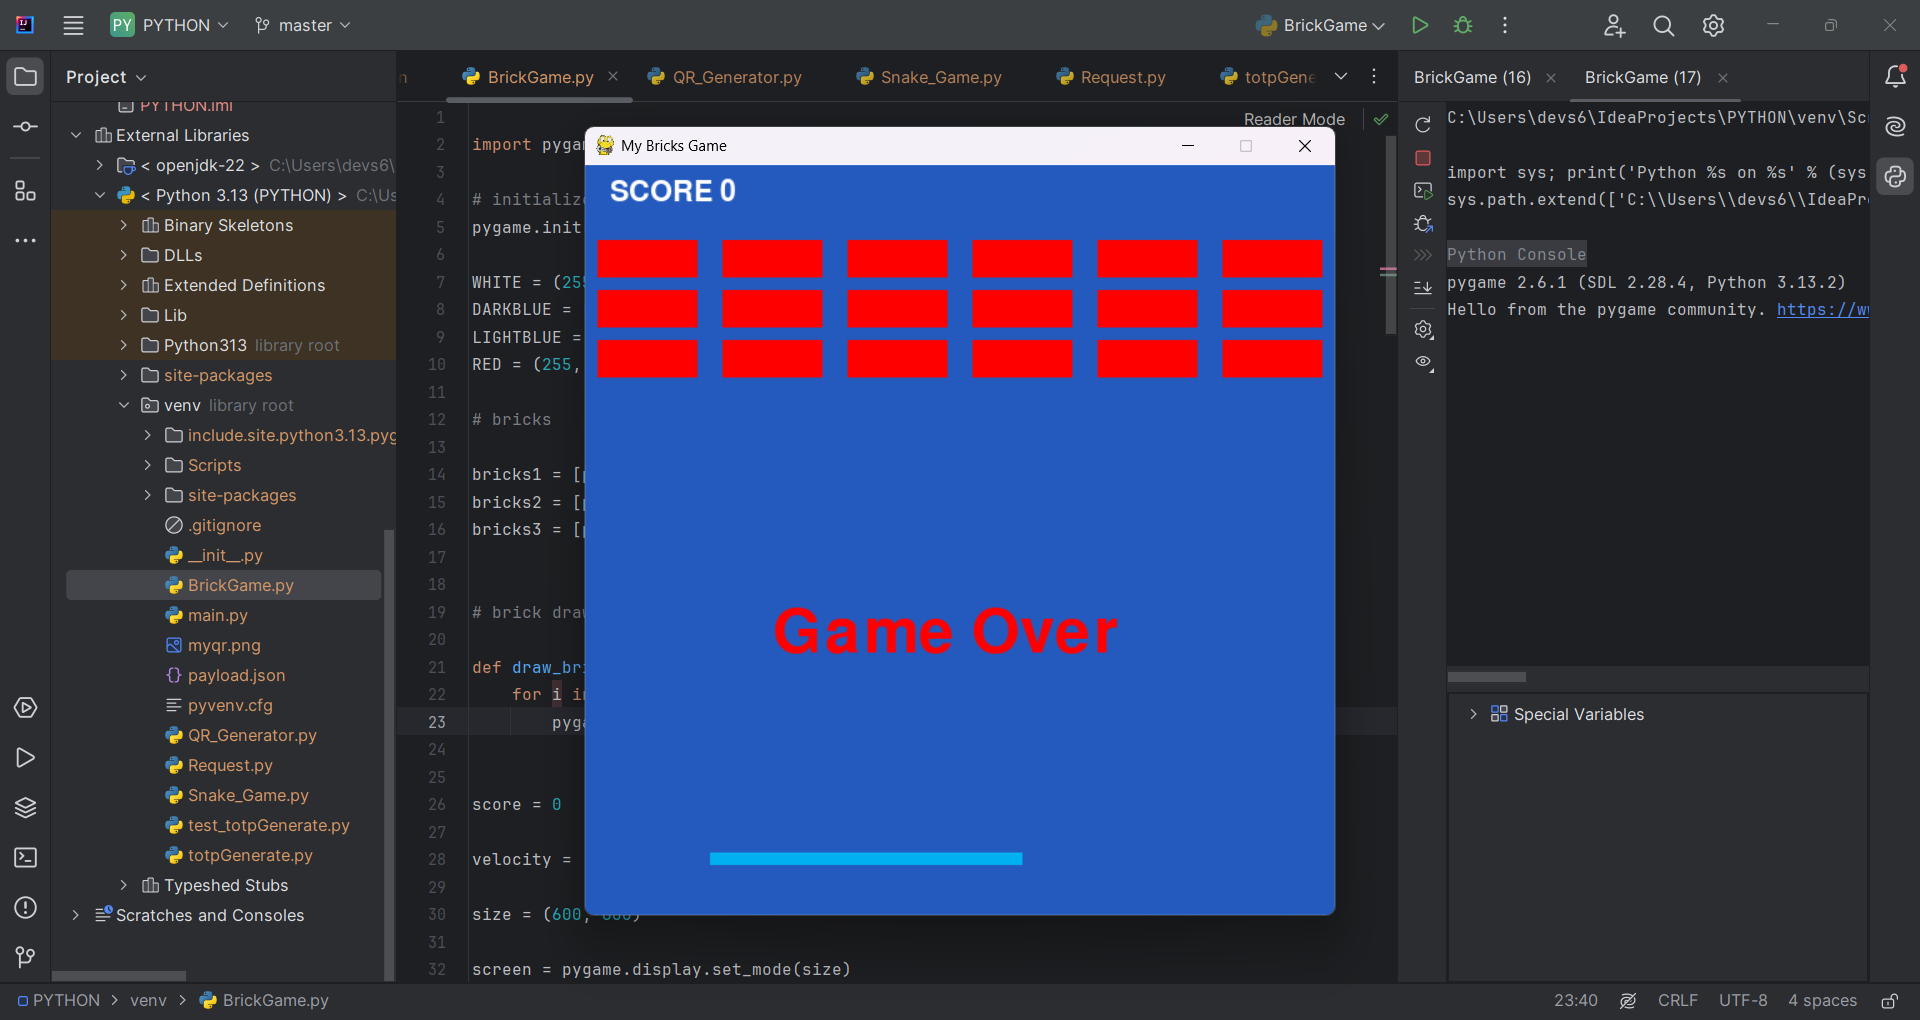 PY PYTHON
master
BrickGame
Project
BrickGame.py
QR_Generator.py
Snake_Game.py
Request.py
totpGene
BrickGame (16)
BrickGame (17)
PYTHON.iml
External Libraries
< openjdk-22 > C:\Users\devs6\
< Python 3.13 (PYTHON) > C:\Us
Binary Skeletons
DLLs
Extended Definitions
Lib
Python313 library root
site-packages
venv library root
include.site.python3.13.pyg
Scripts
site-packages
.gitignore
__init__.py
BrickGame.py
main.py
myqr.png
payload.json
pyvenv.cfg
QR_Generator.py
Request.py
Snake_Game.py
test_totpGenerate.py
totpGenerate.py
Typeshed Stubs
Scratches and Consoles
Reader Mode
1
2 import pygam
3
4 # initialize
5 pygame.init
6
7 WHITE = (255
8 DARKBLUE =
9 LIGHTBLUE =
10 RED = (255,
11
12 # bricks
13
14 bricks1 = [p
15 bricks2 = [p
16 bricks3 = [p
17
18
19 # brick draw
20
21 def draw_bri
22 for i in
23 pyga
24
25
26 score = 0
27
28 velocity =
29
30 size = (600, 600)
31
32 screen = pygame.display.set_mode(size)
My Bricks Game
SCORE 0
Game Over
C:\Users\devs6\IdeaProjects\PYTHON\venv\Sc
import sys; print('Python %s on %s' % (sys
sys.path.extend(['C:\\Users\\devs6\\IdeaPr
Python Console
pygame 2.6.1 (SDL 2.28.4, Python 3.13.2)
Hello from the pygame community. https://w
Special Variables
PYTHON > venv > BrickGame.py
23:40
CRLF
UTF-8
4 spaces